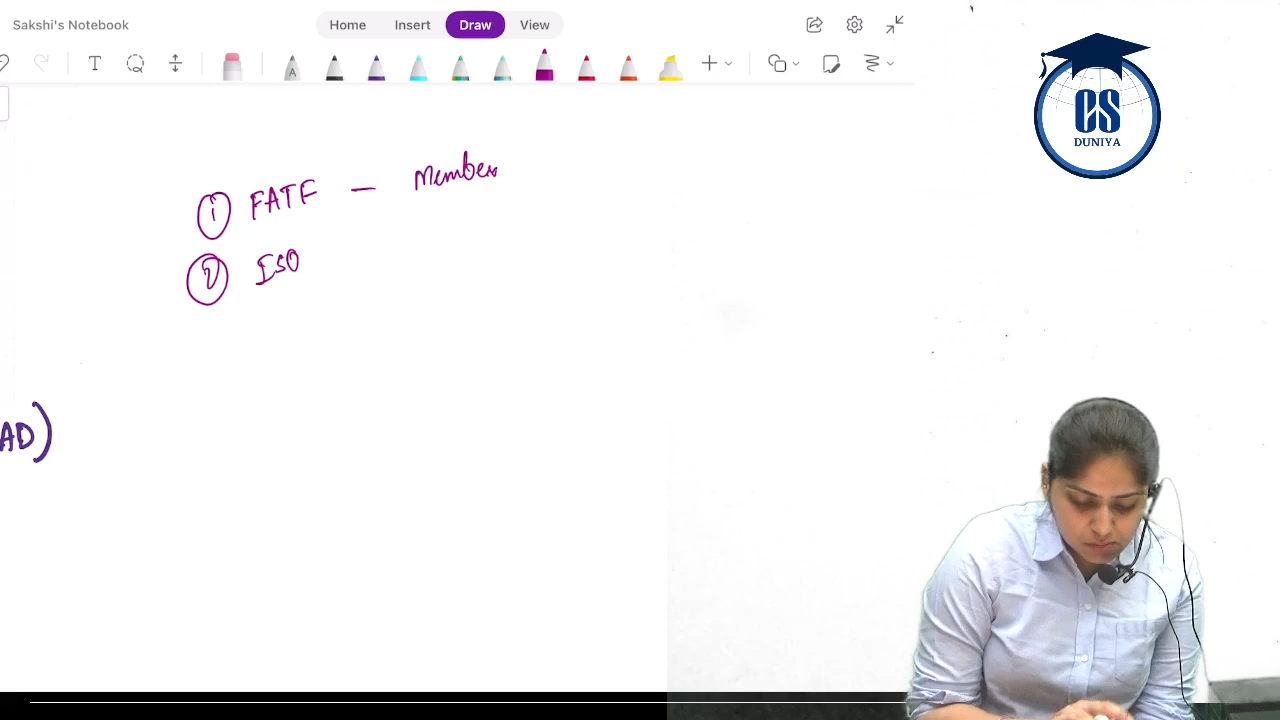 Sakshi's Notebook
Home Insert Draw View
T
A
CS
DUNIYA
① FATF - Member
② ISO
AD)